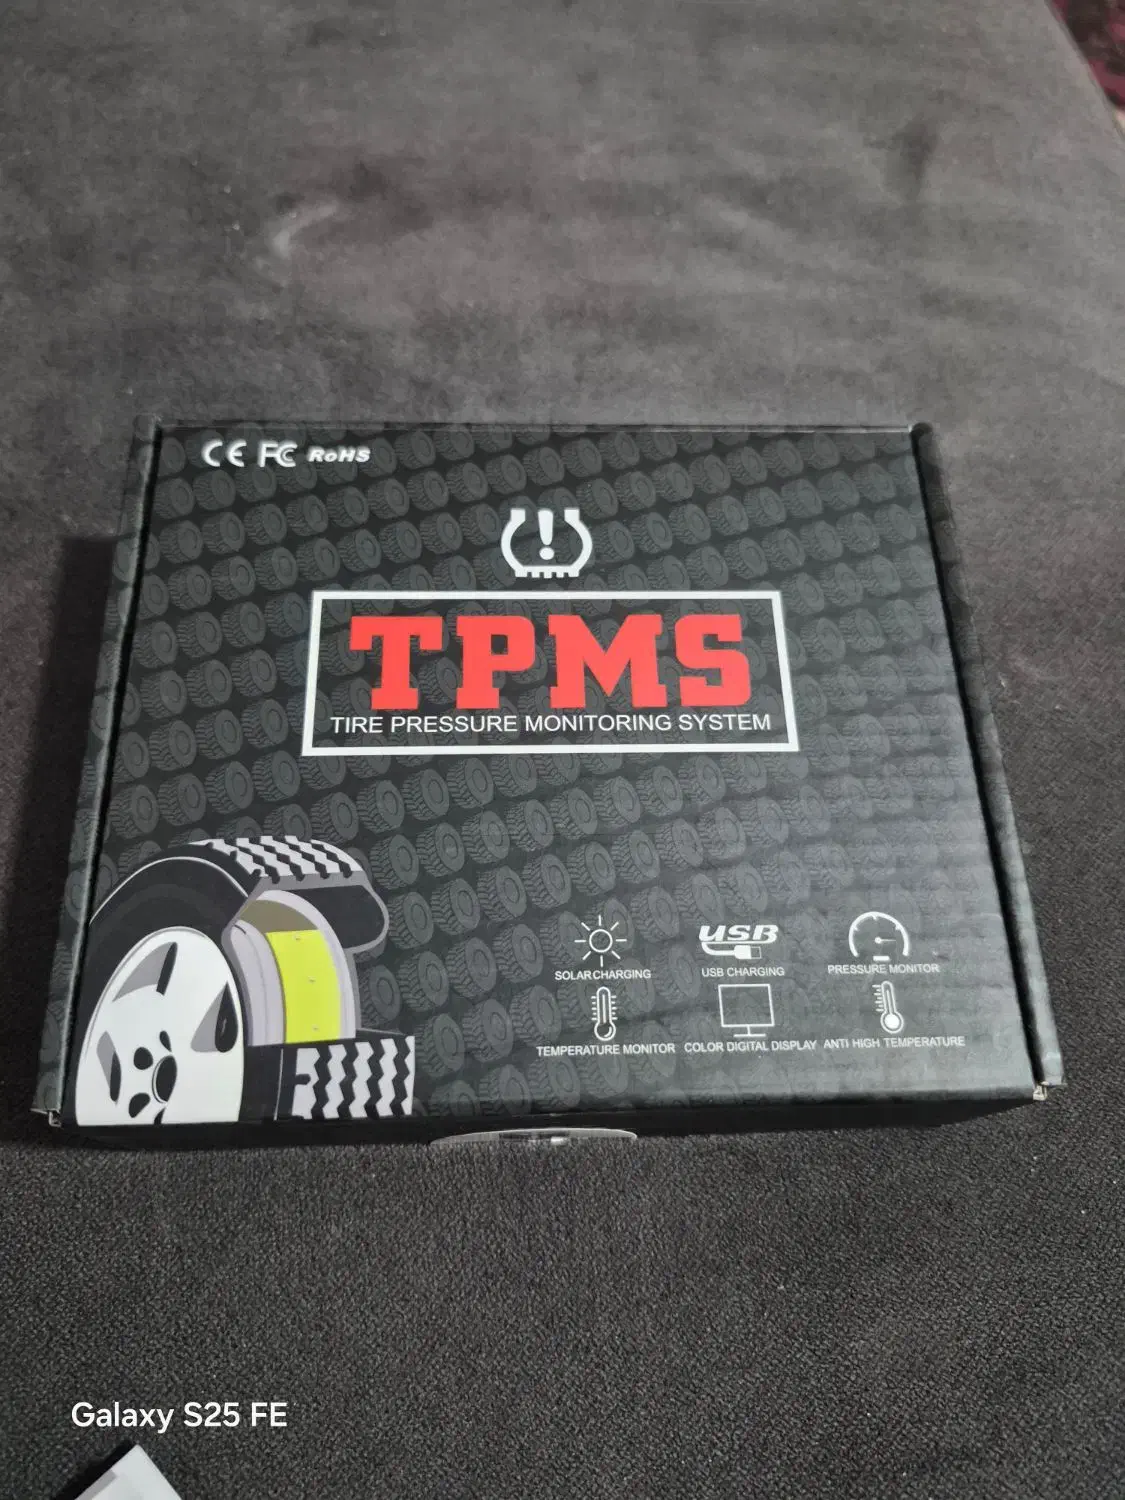 CE FC RoHS
TPMS
TIRE PRESSURE MONITORING SYSTEM
USB
SOLAR CHARGING USB CHARGING PRESSURE MONITOR
TEMPERATURE MONITOR COLOR DIGITAL DISPLAY ANTI HIGH TEMPERATURE
Galaxy S25 FE